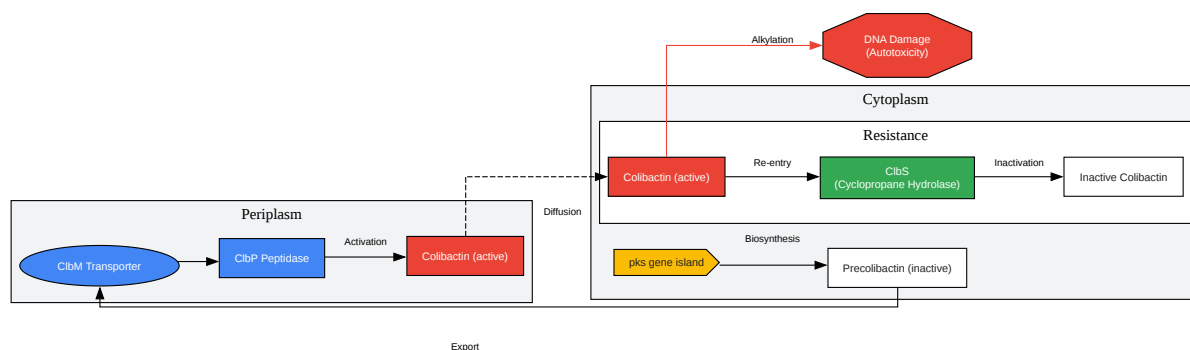 Alkylation
DNA Damage
(Autotoxicity)
Cytoplasm
Resistance
Colibactin (active)
Re-entry
ClbS
(Cyclopropane Hydrolase)
Inactivation
Inactive Colibactin
Periplasm
Diffusion
ClbM Transporter
ClbP Peptidase
Activation
Colibactin (active)
pks gene island
Biosynthesis
Precolibactin (inactive)
Export